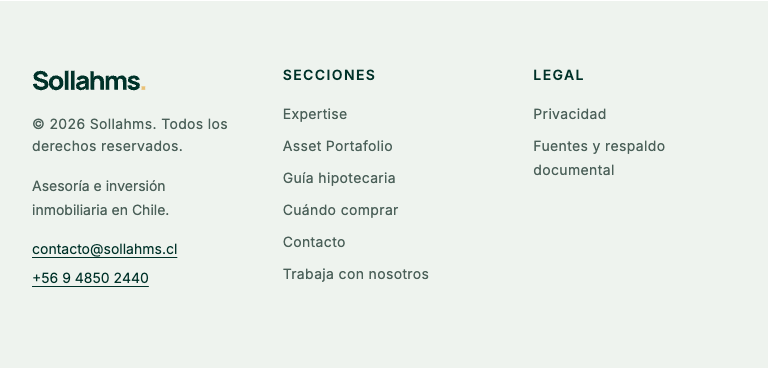 Sollahms.
© 2026 Sollahms. Todos los
derechos reservados.
Asesoría e inversión
inmobiliaria en Chile.
contacto@sollahms.cl
+56 9 4850 2440
SECCIONES
Expertise
Asset Portafolio
Guía hipotecaria
Cuándo comprar
Contacto
Trabaja con nosotros
LEGAL
Privacidad
Fuentes y respaldo
documental